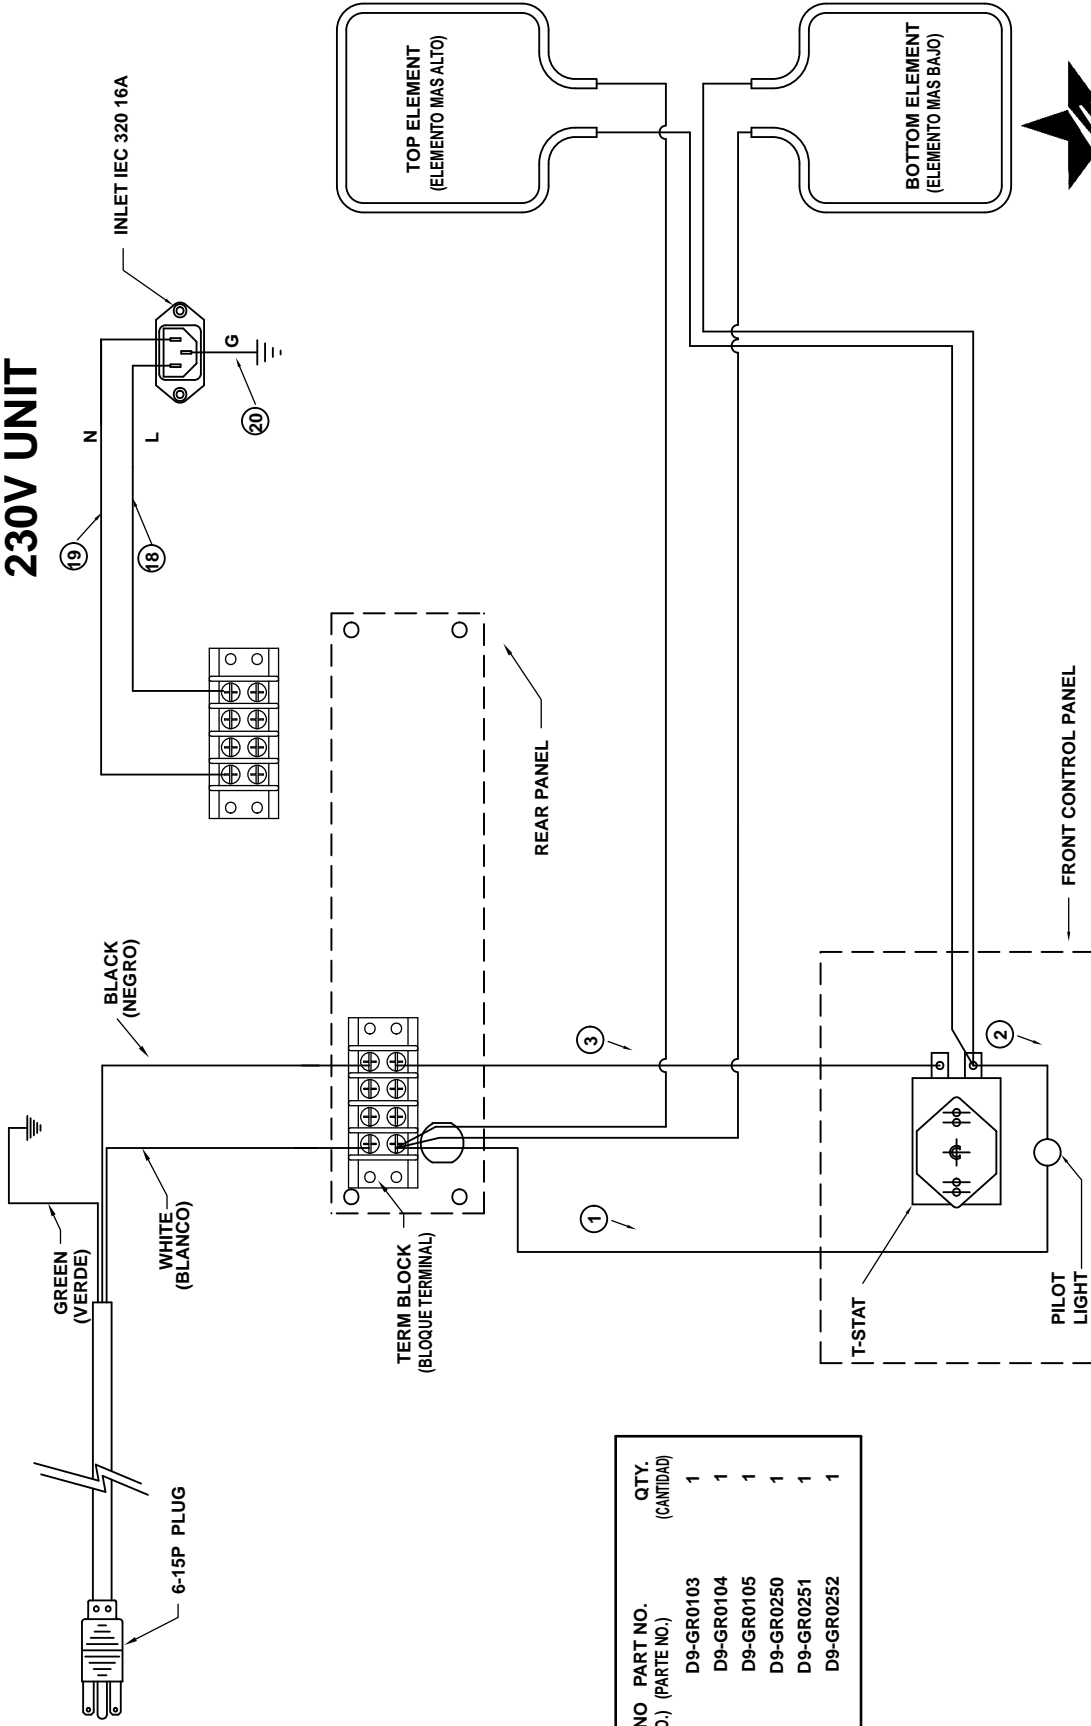 230V UNIT
INLET IEC 320 16A
N
L
G
19
18
20
TOP ELEMENT
(ELEMENTO MAS ALTO)
BOTTOM ELEMENT
(ELEMENTO MAS BAJO)
BLACK
(NEGRO)
GREEN
(VERDE)
WHITE
(BLANCO)
6-15P PLUG
TERM BLOCK
(BLOQUE TERMINAL)
REAR PANEL
3
1
2
FRONT CONTROL PANEL
T-STAT
PILOT
LIGHT
NO PART NO. QTY.
O.) (PARTE NO.) (CANTIDAD)
D9-GR0103 1
D9-GR0104 1
D9-GR0105 1
D9-GR0250 1
D9-GR0251 1
D9-GR0252 1